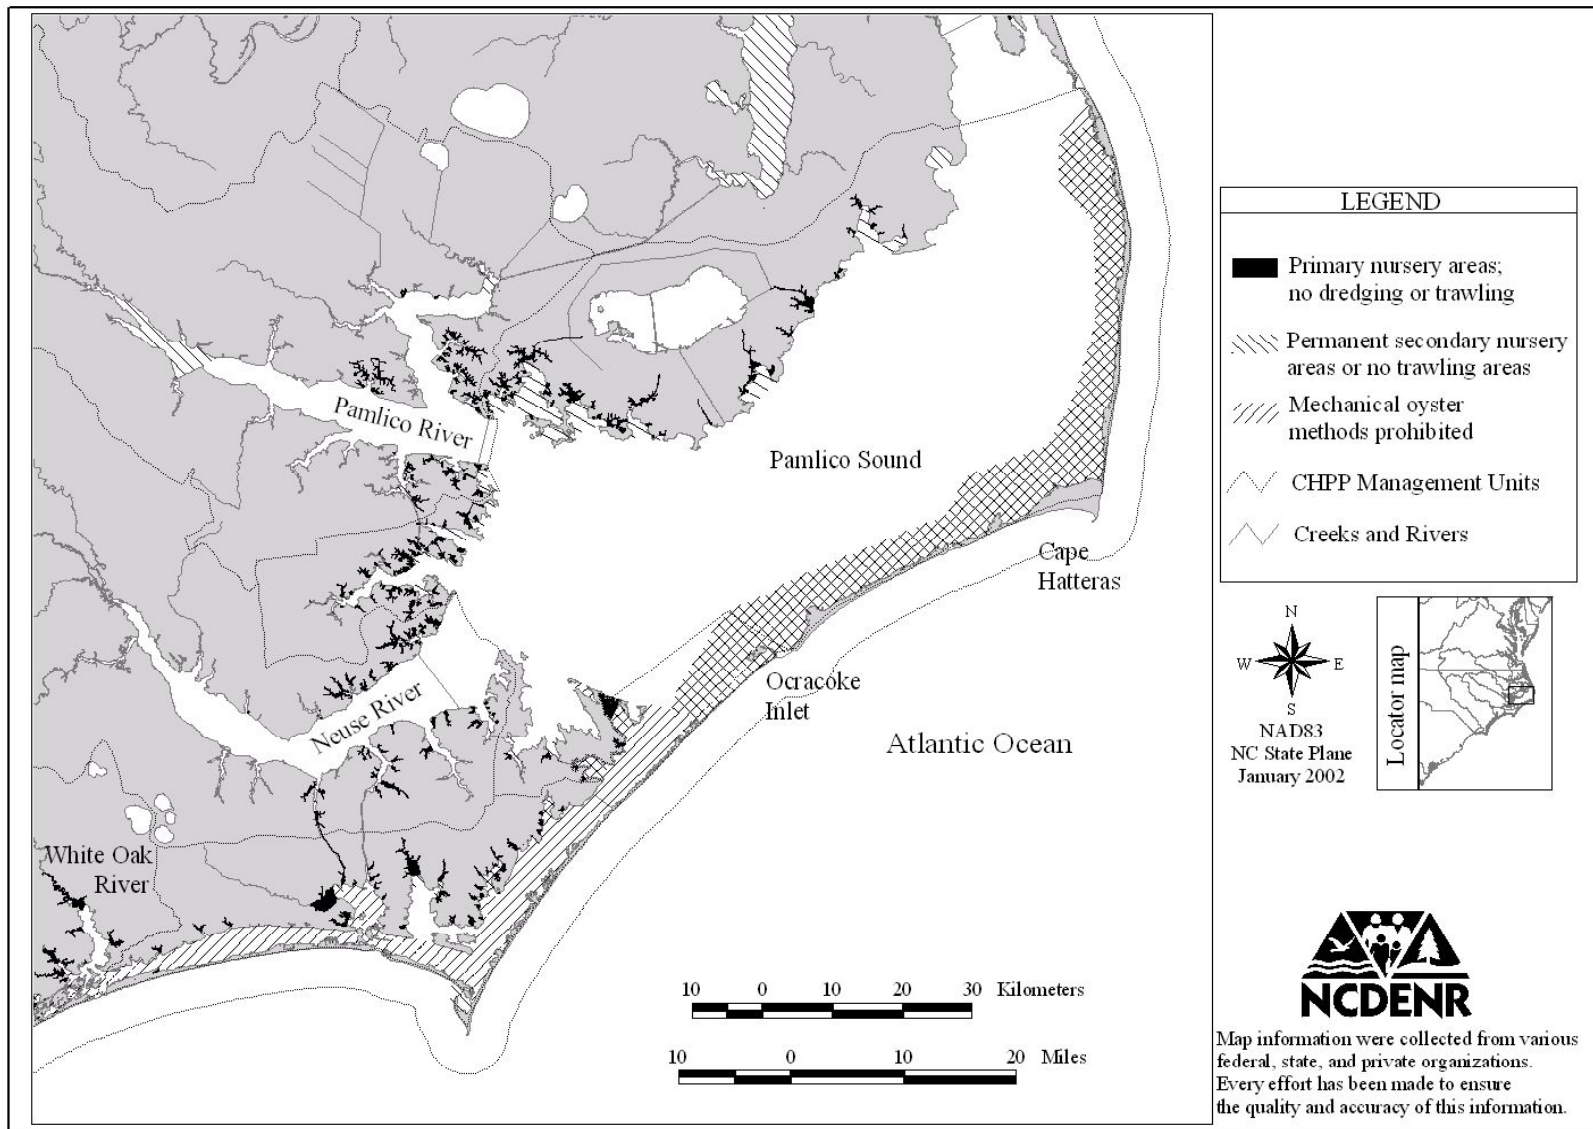 Pamlico River
Pamlico Sound
Cape
Hatteras
Neuse River
Ocracoke
Inlet
Atlantic Ocean
White Oak
River
10 0 10 20 30 Kilometers
10 0 10 20 Miles
LEGEND
Primary nursery areas;
no dredging or trawling
Permanent secondary nursery
areas or no trawling areas
Mechanical oyster
methods prohibited
CHPP Management Units
Creeks and Rivers
N
W E
S
NAD83
NC State Plane
January 2002
Locator map
NCDENR
Map information were collected from various
federal, state, and private organizations.
Every effort has been made to ensure
the quality and accuracy of this information.